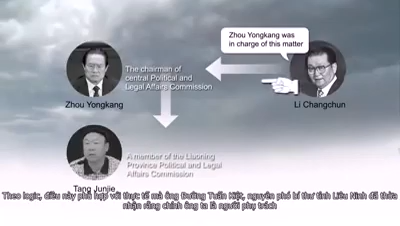 Zhou Yongkang was
in charge of this matter
The chairman of
central Political and
Legal Affairs Commission
Zhou Yongkang
Li Changchun
A member of the Liaoning
Province Political and Legal
Affairs Commission
Tang Junjie
Theo logic, điều này phù hợp với thực tế mà ông Đường Tuấn Kiệt, nguyên phó bí thư tỉnh Liêu Ninh đã thừa
nhận rằng chính ông ta là người phụ trách